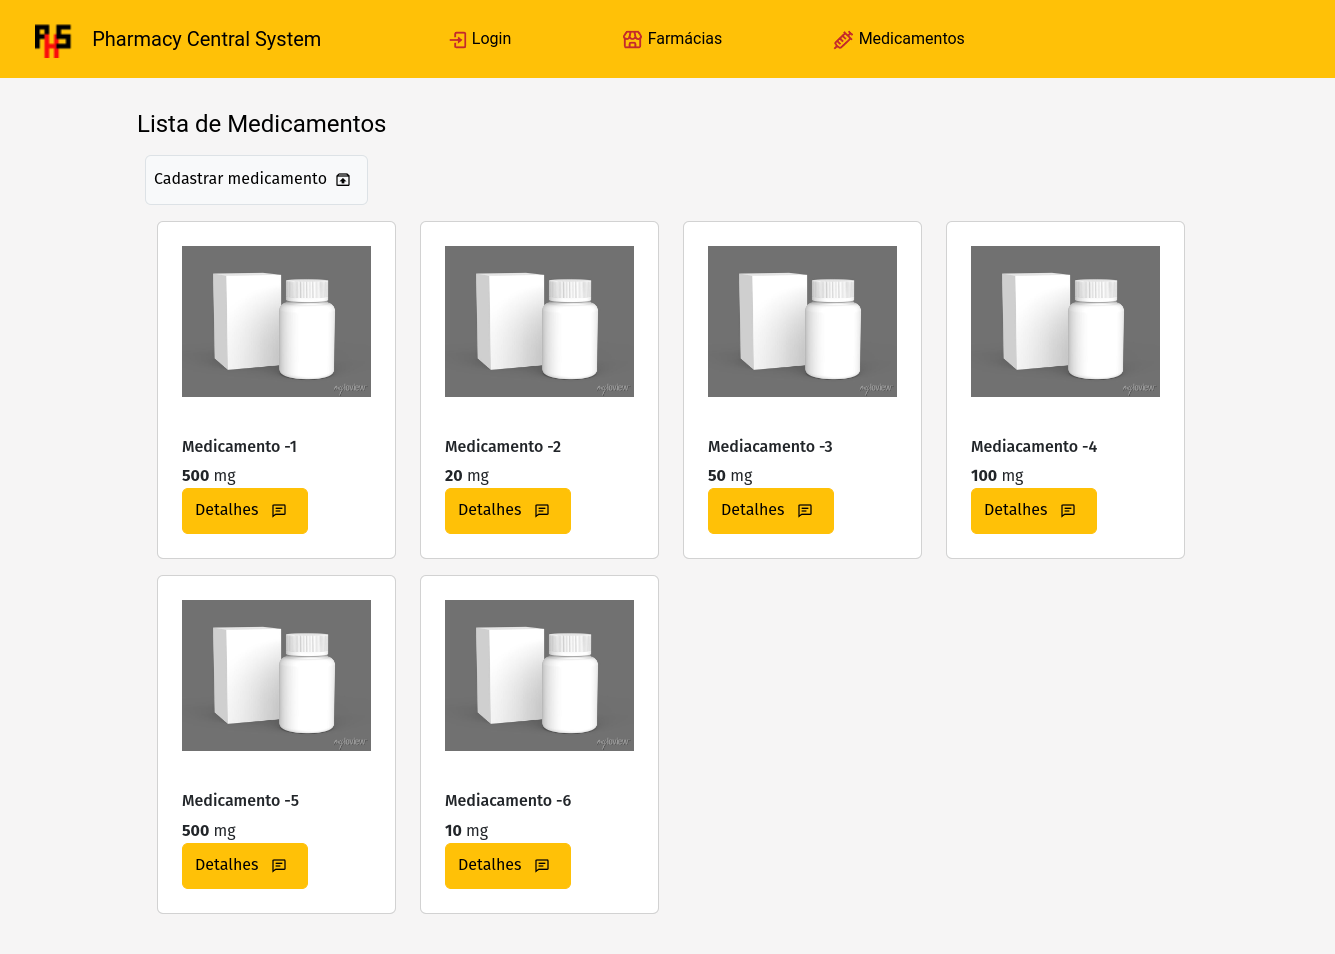 PHS Pharmacy Central System Login Farmácias Medicamentos
Lista de Medicamentos
Cadastrar medicamento
Medicamento -1
500 mg
Detalhes
Medicamento -2
20 mg
Detalhes
Mediacamento -3
50 mg
Detalhes
Mediacamento -4
100 mg
Detalhes
Medicamento -5
500 mg
Detalhes
Mediacamento -6
10 mg
Detalhes